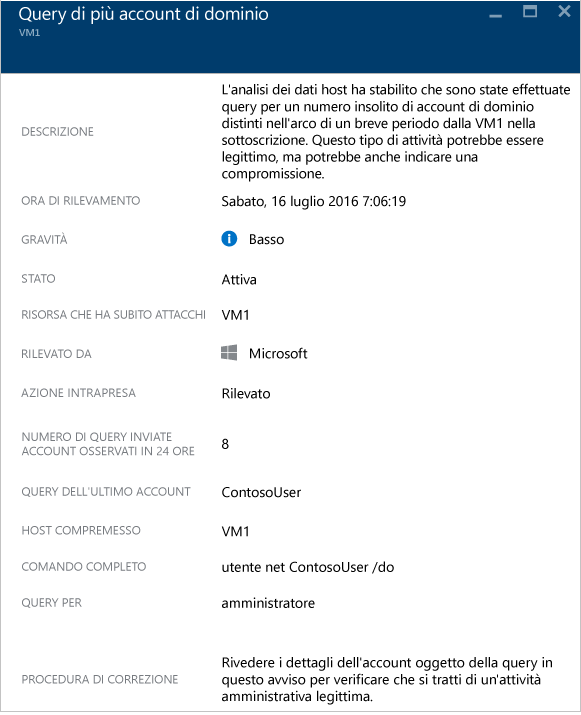 Query di più account di dominio
VM1
DESCRIZIONE
L'analisi dei dati host ha stabilito che sono state effettuate
query per un numero insolito di account di dominio
distinti nell'arco di un breve periodo dalla VM1 nella
sottoscrizione. Questo tipo di attività potrebbe essere
legittimo, ma potrebbe anche indicare una
compromissione.
ORA DI RILEVAMENTO
Sabato, 16 luglio 2016 7:06:19
GRAVITÀ
Basso
STATO
Attiva
RISORSA CHE HA SUBITO ATTACCHI
VM1
RILEVATO DA
Microsoft
AZIONE INTRAPRESA
Rilevato
NUMERO DI QUERY INVIATE
ACCOUNT OSSERVATI IN 24 ORE
8
QUERY DELL'ULTIMO ACCOUNT
ContosoUser
HOST COMPREMESSO
VM1
COMANDO COMPLETO
utente net ContosoUser /do
QUERY PER
amministratore
PROCEDURA DI CORREZIONE
Rivedere i dettagli dell'account oggetto della query in
questo avviso per verificare che si tratti di un'attività
amministrativa legittima.